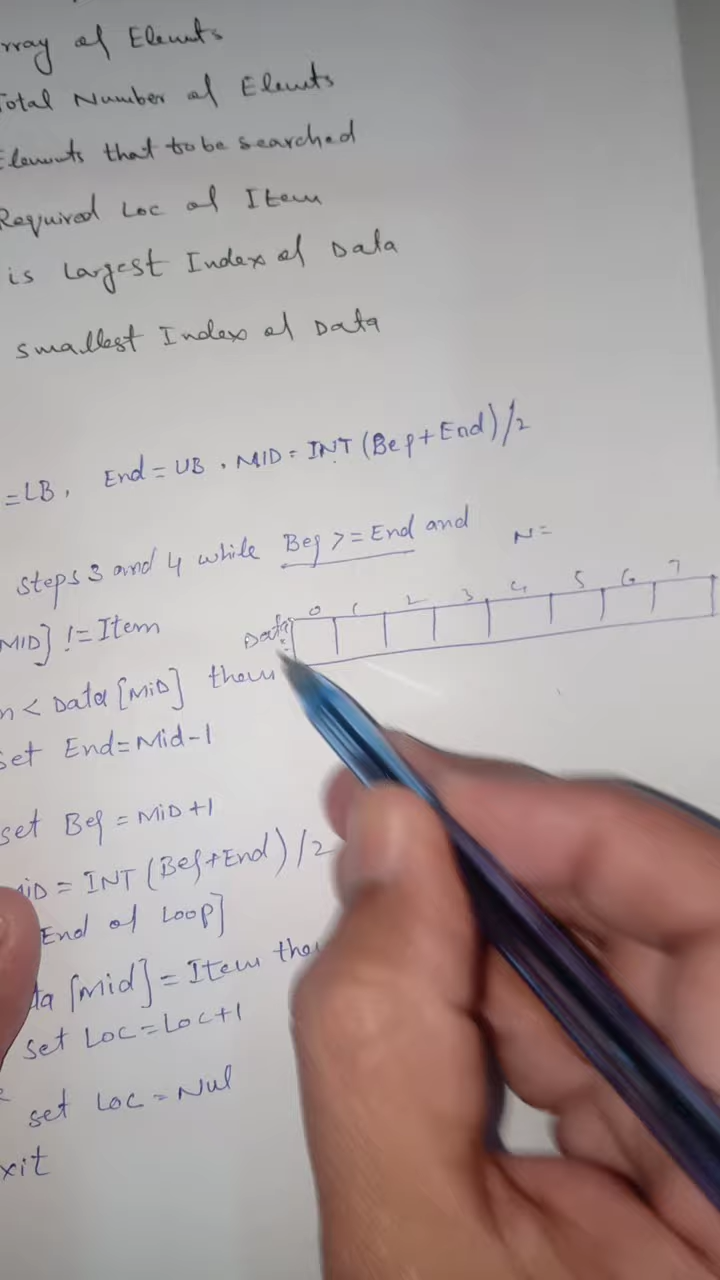 rray of Elements
Total Number of Elemets
Elements that to be searched
Required Loc of Item
is Largest Index of Data
smallest Index of Data
=LB, End = UB . MID = INT (Beg+End)/2
steps 3 and 4 while Beg >= End and
N =
MID] != Item
Data: 0 1 2 3 4 5 6 7
n < Data [MID] then
set End = Mid-1
set Beg = MID+1
MID = INT (Beg+End)/2
End of Loop]
ta [Mid] = Item the
set Loc = Loc+1
set Loc = Nul
xit